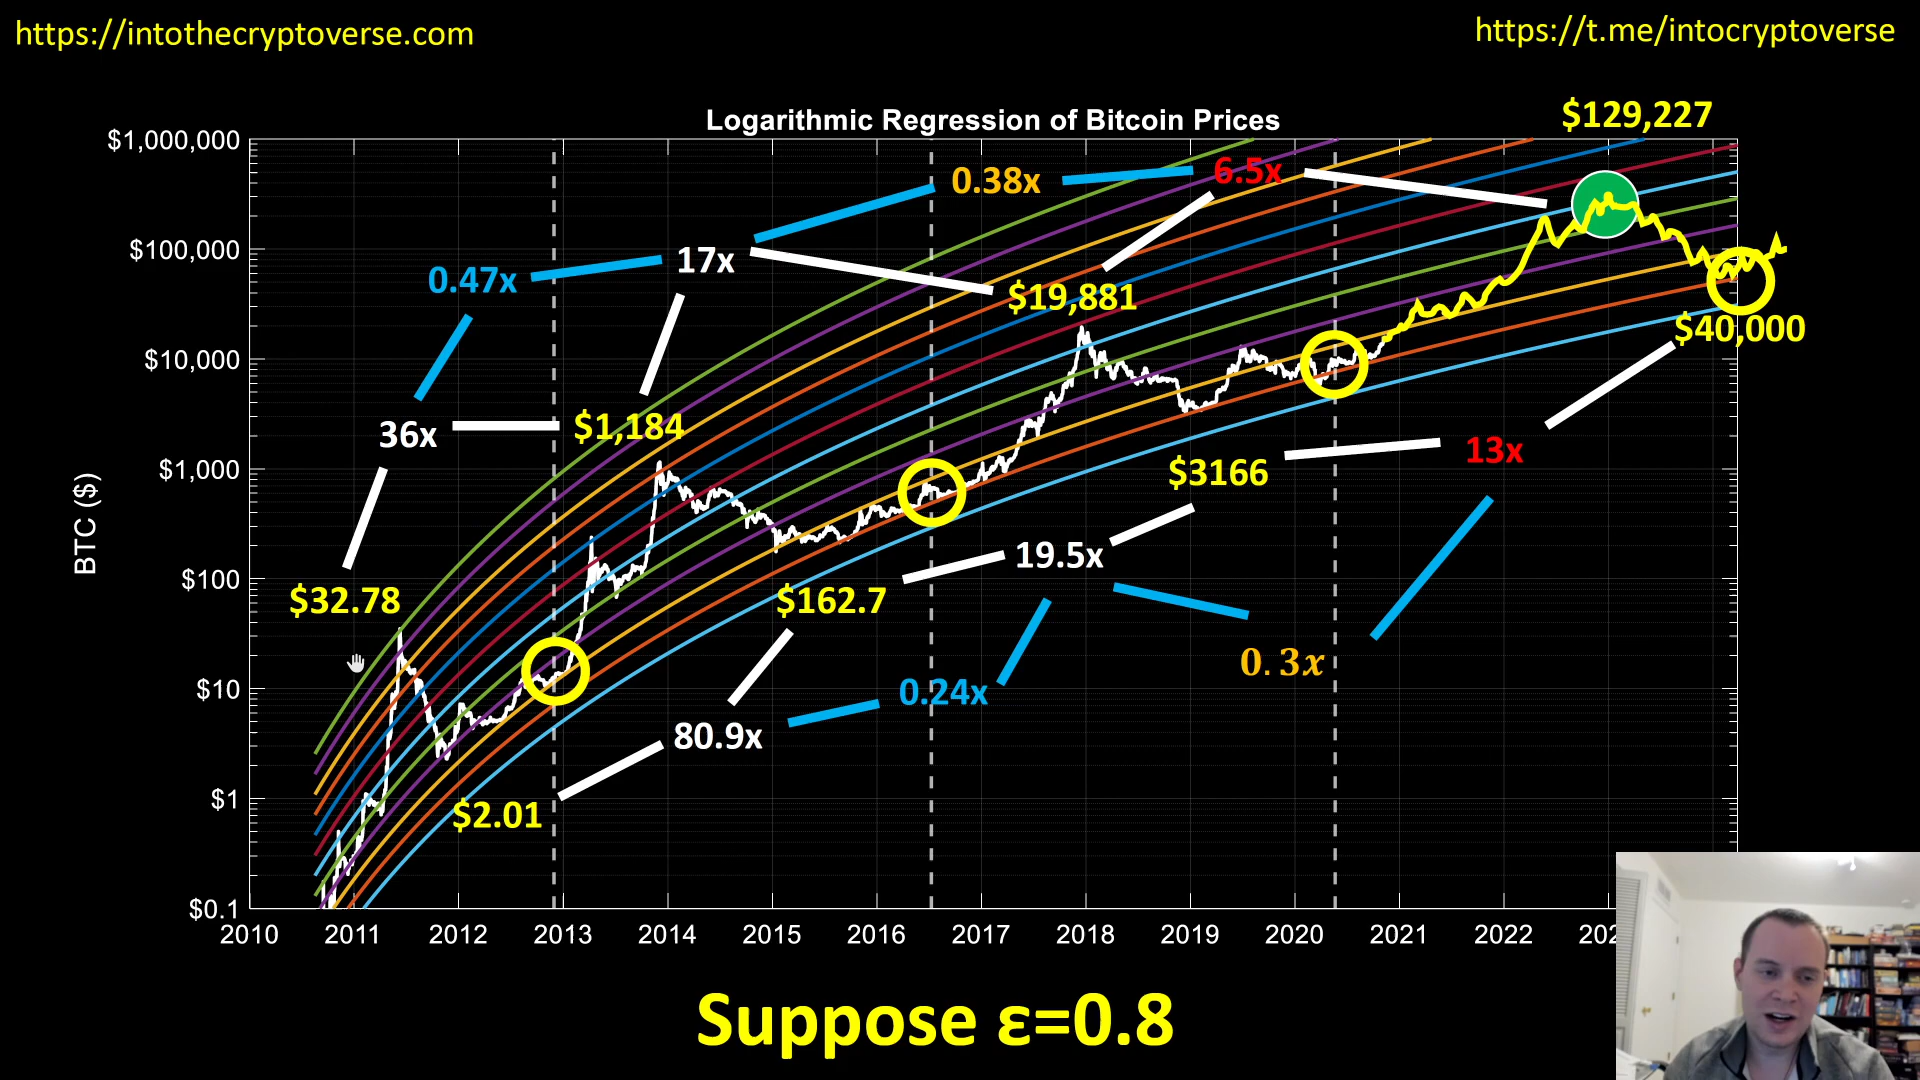 https://intothecryptoverse.com
https://t.me/intocryptoverse
Logarithmic Regression of Bitcoin Prices
$129,227
$1,000,000
$100,000
$10,000
$1,000
$100
$10
$1
$0.1
BTC ($)
0.38x
6.5x
0.47x
17x
$19,881
$40,000
36x
$1,184
13x
$3166
19.5x
$32.78
$162.7
0.3x
0.24x
80.9x
$2.01
2010 2011 2012 2013 2014 2015 2016 2017 2018 2019 2020 2021 2022
Suppose ε=0.8